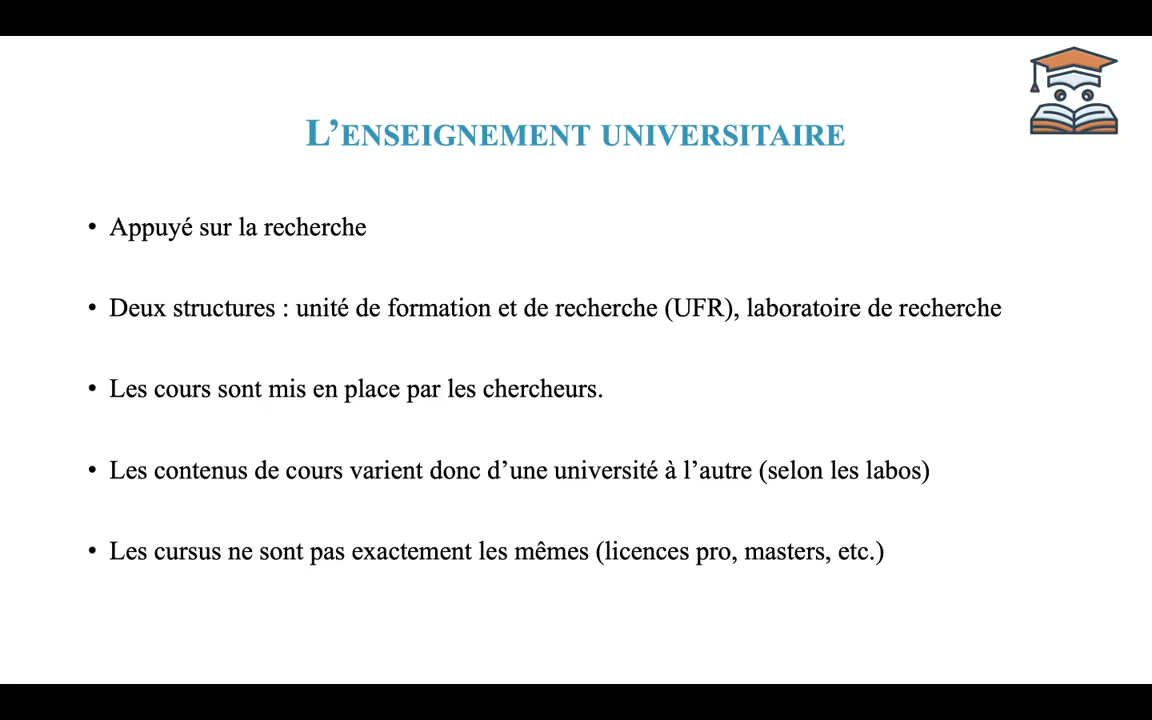 L’ENSEIGNEMENT UNIVERSITAIRE
• Appuyé sur la recherche
• Deux structures : unité de formation et de recherche (UFR), laboratoire de recherche
• Les cours sont mis en place par les chercheurs.
• Les contenus de cours varient donc d’une université à l’autre (selon les labos)
• Les cursus ne sont pas exactement les mêmes (licences pro, masters, etc.)